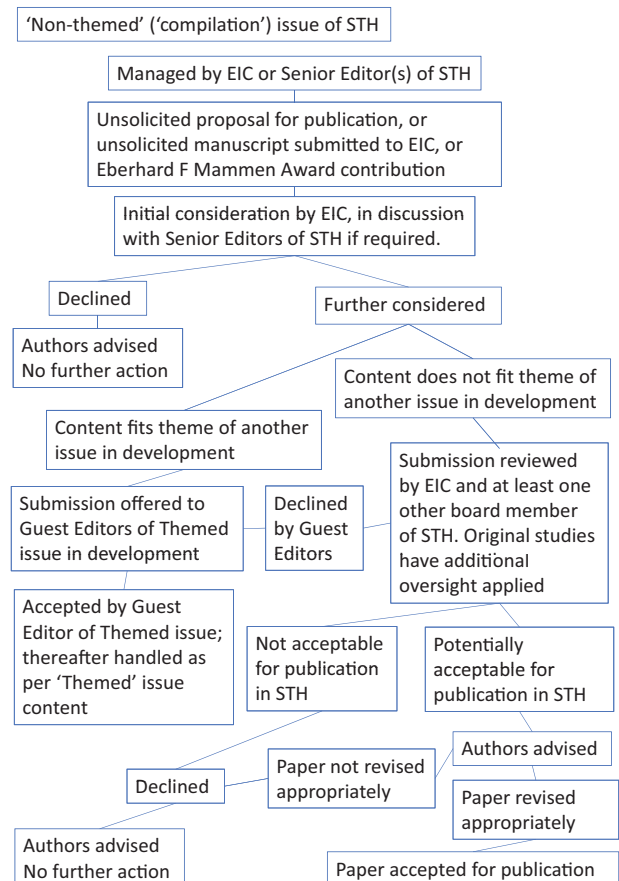 ‘Non-themed’ (‘compilation’) issue of STH
Managed by EIC or Senior Editor(s) of STH
Unsolicited proposal for publication, or
unsolicited manuscript submitted to EIC, or
Eberhard F Mammen Award contribution
Initial consideration by EIC, in discussion
with Senior Editors of STH if required.
Declined
Further considered
Authors advised
No further action
Content does not fit theme of
another issue in development
Content fits theme of another
issue in development
Submission reviewed
by EIC and at least one
other board member
of STH. Original studies
have additional
oversight applied
Submission offered to
Guest Editors of Themed
issue in development
Declined
by Guest
Editors
Accepted by Guest
Editor of Themed issue;
thereafter handled as
per ‘Themed’ issue
content
Not acceptable
for publication
in STH
Potentially
acceptable for
publication in STH
Authors advised
Paper not revised
appropriately
Declined
Paper revised
appropriately
Authors advised
No further action
Paper accepted for publication